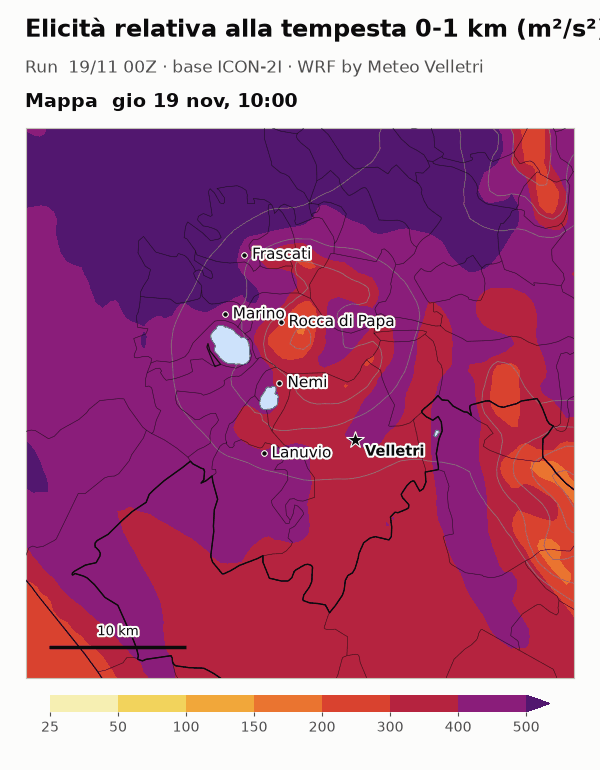 Elicità relativa alla tempesta 0-1 km (m²/s²)
Run  19/11 00Z · base ICON-2I · WRF by Meteo Velletri
Mappa  gio 19 nov, 10:00
Frascati
Marino
Rocca di Papa
Nemi
Velletri
Lanuvio
10 km
25 50 100 150 200 300 400 500